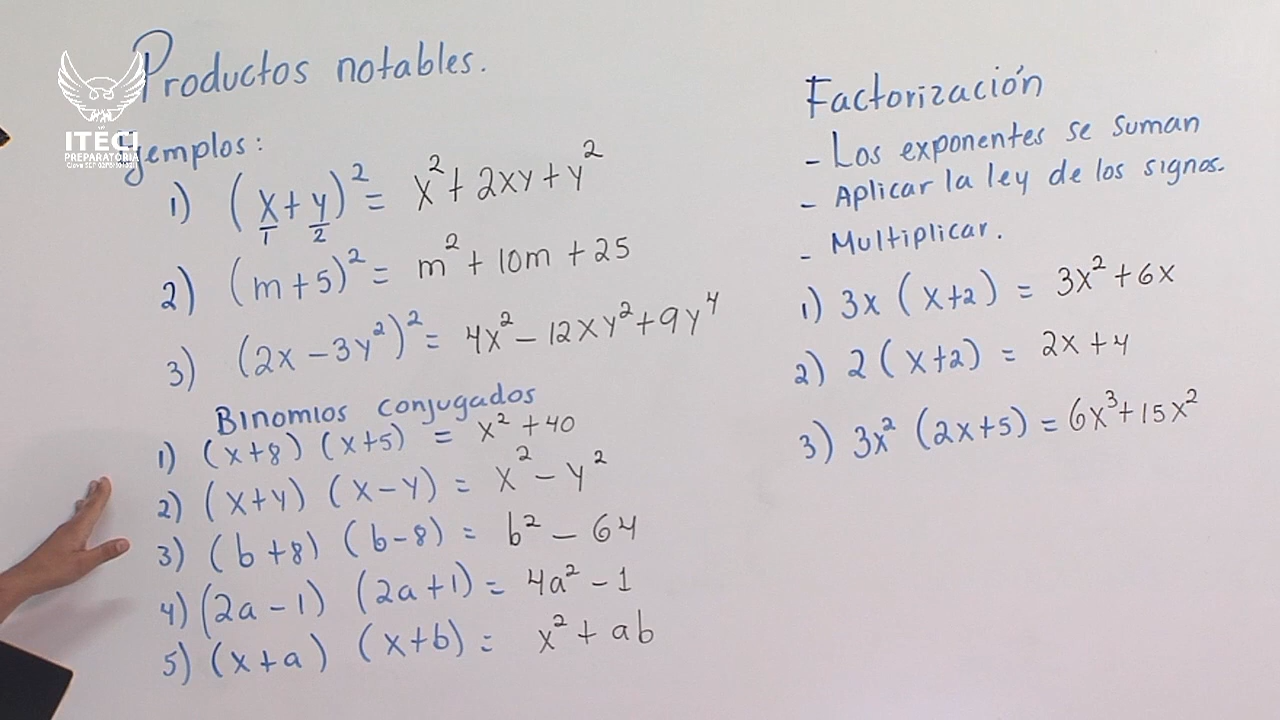 Productos notables.
ITECI
PREPARATORIA
Ejemplos:
1) (x+y)² = x²+2xy+y²
1 2
2) (m+5)² = m²+10m+25
3) (2x-3y²)² = 4x²-12xy²+9y⁴
Binomios conjugados
1) (x+8) (x+5) = x²+40
2) (x+y) (x-y) = x²-y²
3) (b+8) (b-8) = b²-64
4) (2a-1) (2a+1) = 4a²-1
5) (x+a) (x+b) = x²+ab
Factorización
- Los exponentes se suman
- Aplicar la ley de los signos.
- Multiplicar.
1) 3x (x+2) = 3x²+6x
2) 2 (x+2) = 2x+4
3) 3x² (2x+5) = 6x³+15x²